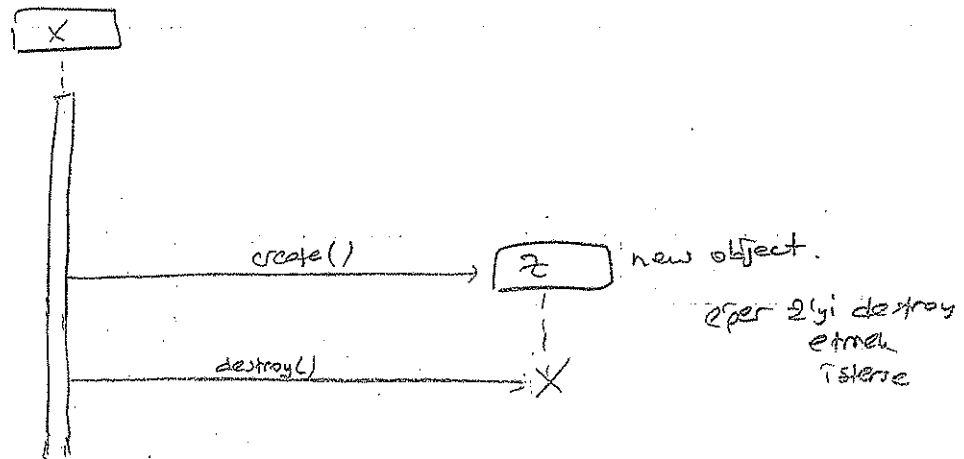 X
create()
z
new object.
eğer z'yi destroy
etmek
isterse
destroy()
X